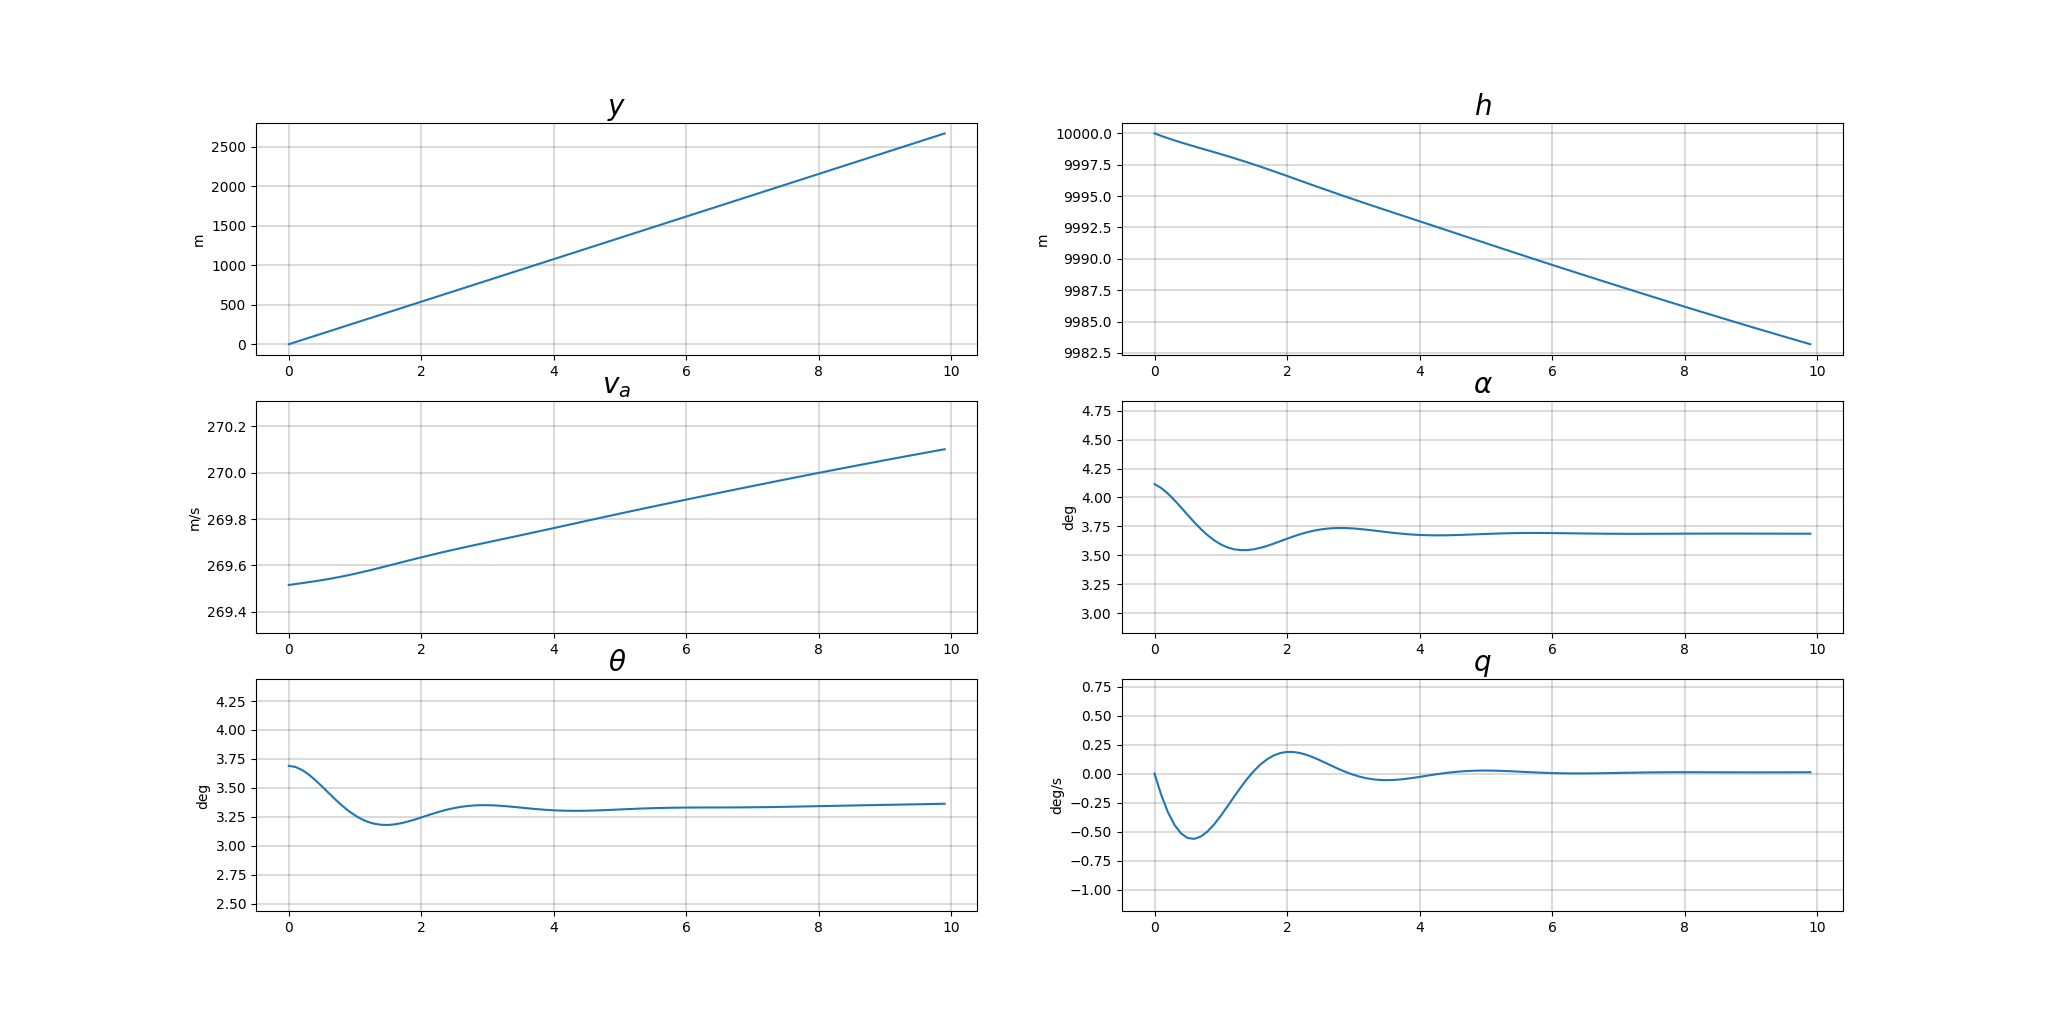 y
2500
2000
1500
1000
500
0
m
0 2 4 6 8 10
h
10000.0
9997.5
9995.0
9992.5
9990.0
9987.5
9985.0
9982.5
m
0 2 4 6 8 10
v_a
270.2
270.0
269.8
269.6
269.4
m/s
0 2 4 6 8 10
α
4.75
4.50
4.25
4.00
3.75
3.50
3.25
3.00
deg
0 2 4 6 8 10
θ
4.25
4.00
3.75
3.50
3.25
3.00
2.75
2.50
deg
0 2 4 6 8 10
q
0.75
0.50
0.25
0.00
−0.25
−0.50
−0.75
−1.00
deg/s
0 2 4 6 8 10